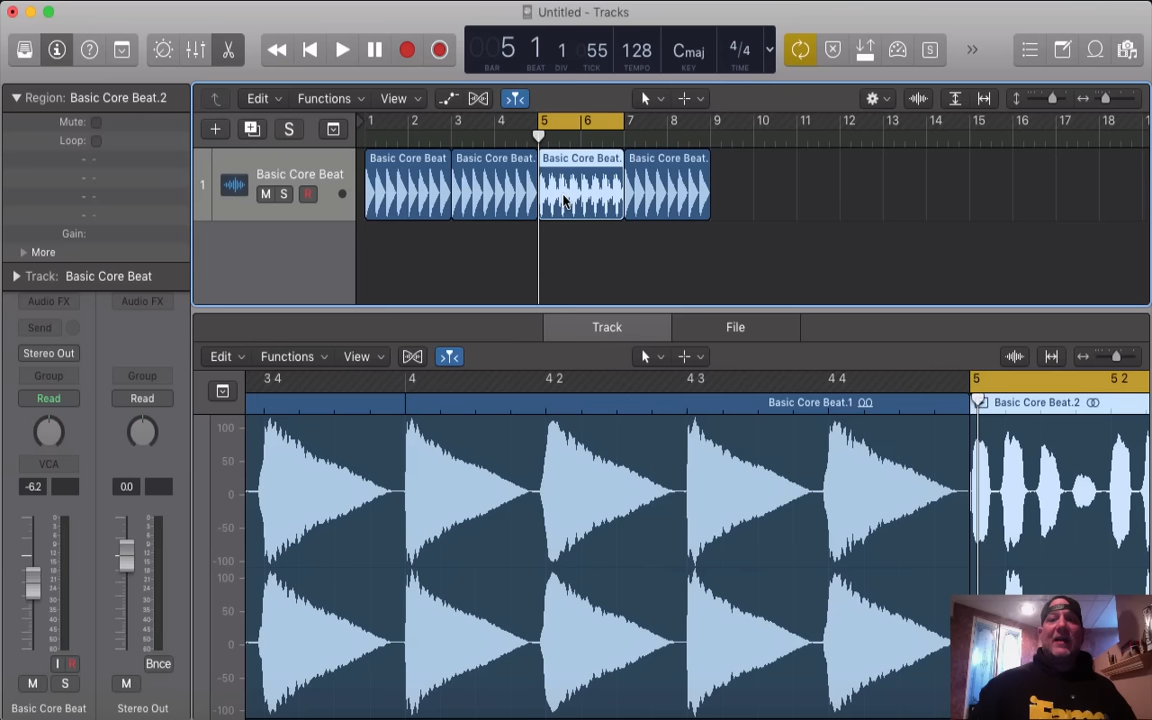 Untitled - Tracks
005 1 1 55 128 Cmaj 4/4
BAR BEAT DIV TICK TEMPO KEY TIME
Region: Basic Core Beat.2
Mute:
Loop:
Gain:
More
Track: Basic Core Beat
Edit Functions View
S
1 2 3 4 5 6 7 8 9 10 11 12 13 14 15 16 17 18 1
1
Basic Core Beat
M S R
Basic Core Beat
Basic Core Beat.
Basic Core Beat.
Basic Core Beat.
Track File
Edit Functions View
3 4 4 4 2 4 3 4 4 5 5 2
Basic Core Beat.1
Basic Core Beat.2
100
50
0
-50
-100
100
50
0
-50
-100
Audio FX Audio FX
Send
Stereo Out
Group Group
Read Read
VCA
-6.2 0.0
I R
Bnce
M S M
Basic Core Beat Stereo Out